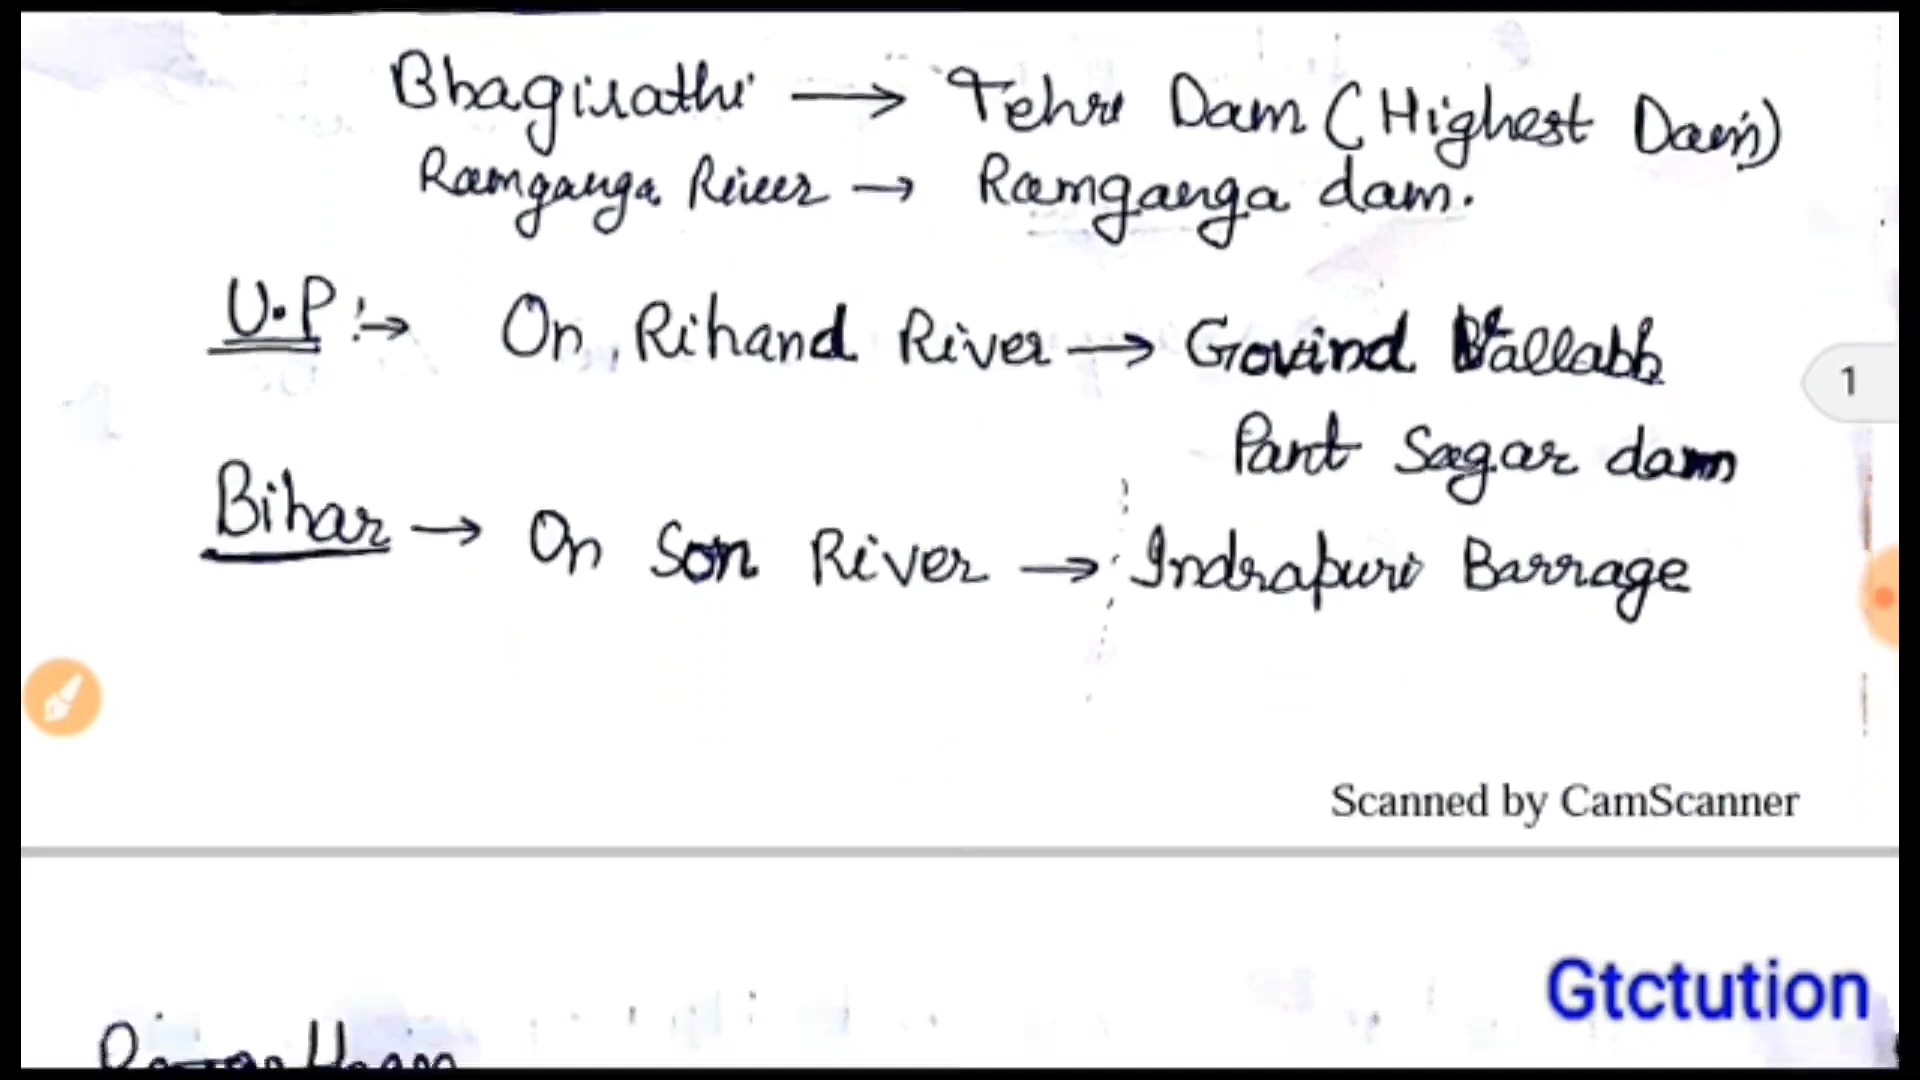 Bhagirathi → Tehri Dam (Highest Dam)
Ramganga River → Ramganga dam.
U.P :→ On Rihand River → Govind Vallabh
Pant Sagar dam
1
Bihar → On Son River → Indrapuri Barrage
Scanned by CamScanner
Gtctution